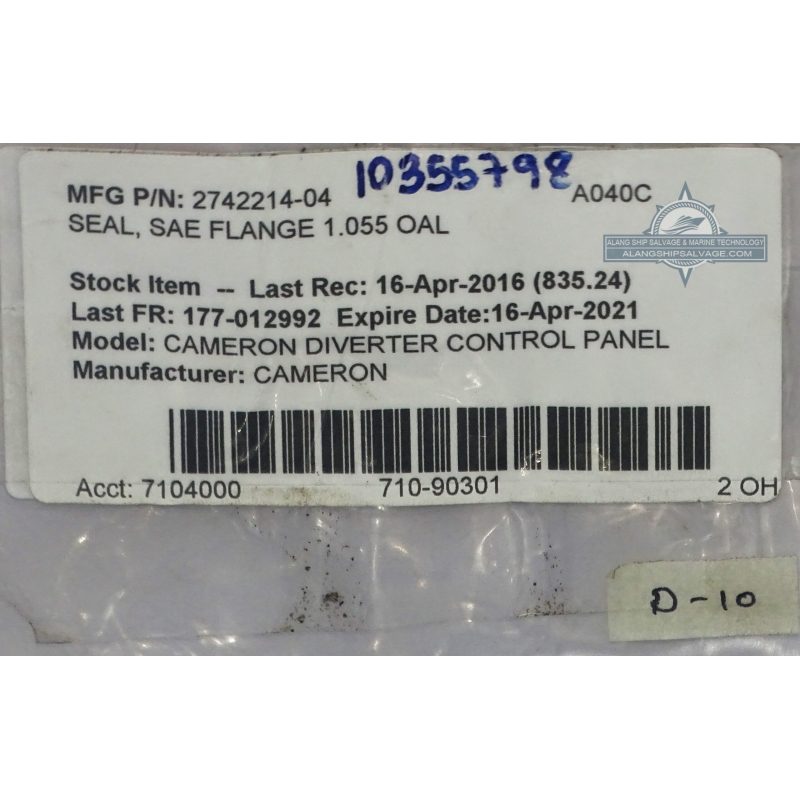 10355798
MFG P/N: 2742214-04 A040C
SEAL, SAE FLANGE 1.055 OAL
ALANG SHIP SALVAGE & MARINE TECHNOLOGY
ALANGSHIPSALVAGE.COM
Stock Item -- Last Rec: 16-Apr-2016 (835.24)
Last FR: 177-012992 Expire Date:16-Apr-2021
Model: CAMERON DIVERTER CONTROL PANEL
Manufacturer: CAMERON
Acct: 7104000 710-90301 2 OH
D-10